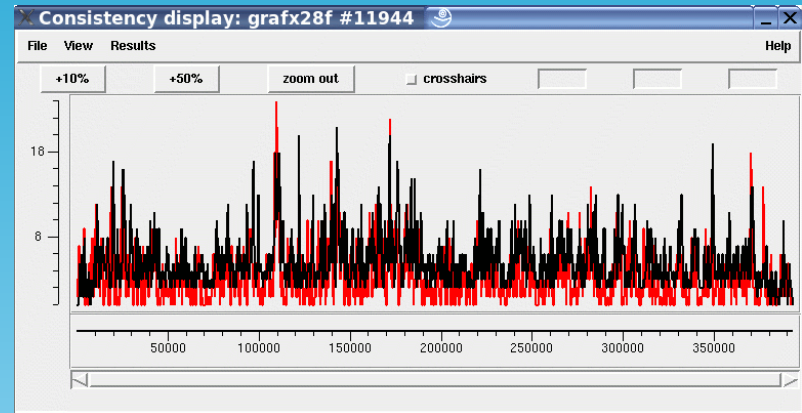 Consistency display: grafx28f #11944
File View Results Help
+10% +50% zoom out crosshairs
18
8
50000 100000 150000 200000 250000 300000 350000